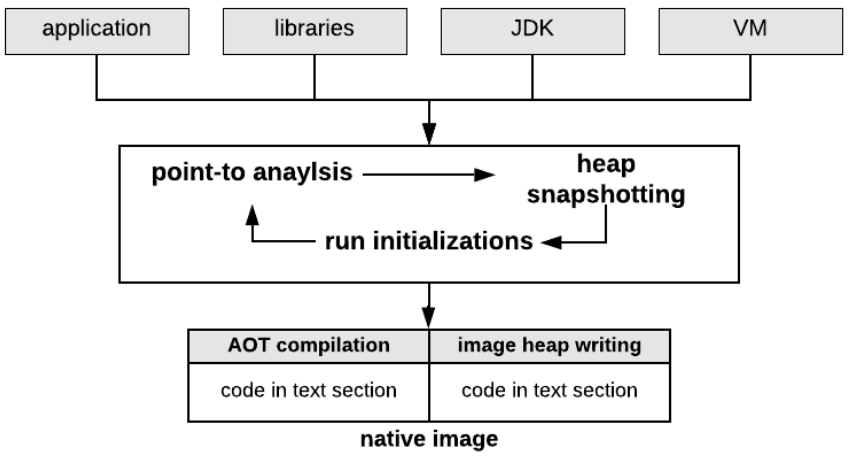 application
libraries
JDK
VM
point-to anaylsis
heap
snapshotting
run initializations
AOT compilation
image heap writing
code in text section
code in text section
native image